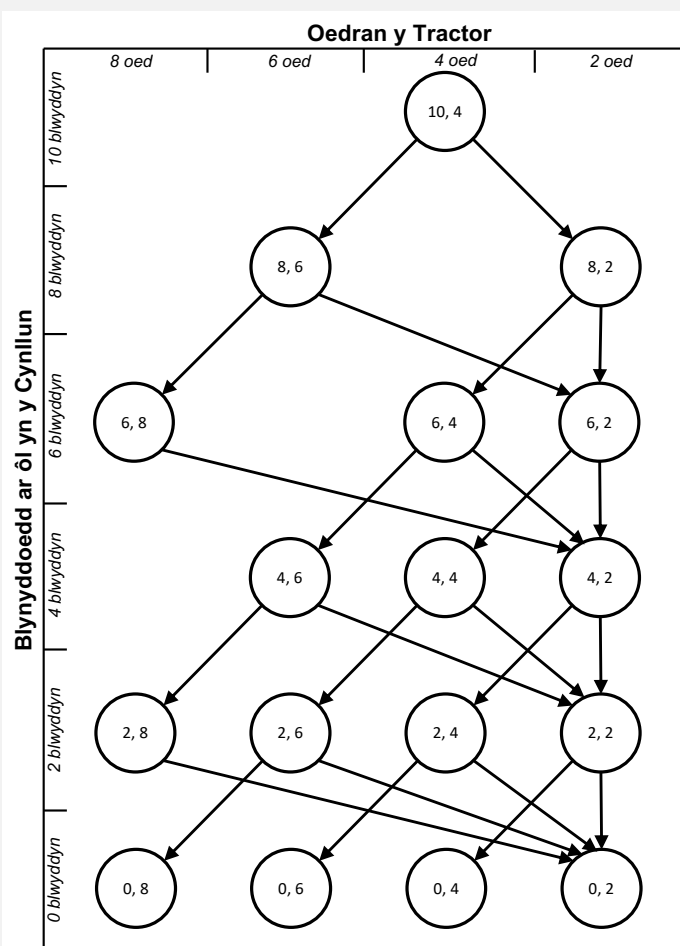 Oedran y Tractor
8 oed
6 oed
4 oed
2 oed
Blynyddoedd ar ôl yn y Cynllun
10 blwyddyn
10, 4
8 blwyddyn
8, 6
8, 2
6 blwyddyn
6, 8
6, 4
6, 2
4 blwyddyn
4, 6
4, 4
4, 2
2 blwyddyn
2, 8
2, 6
2, 4
2, 2
0 blwyddyn
0, 8
0, 6
0, 4
0, 2